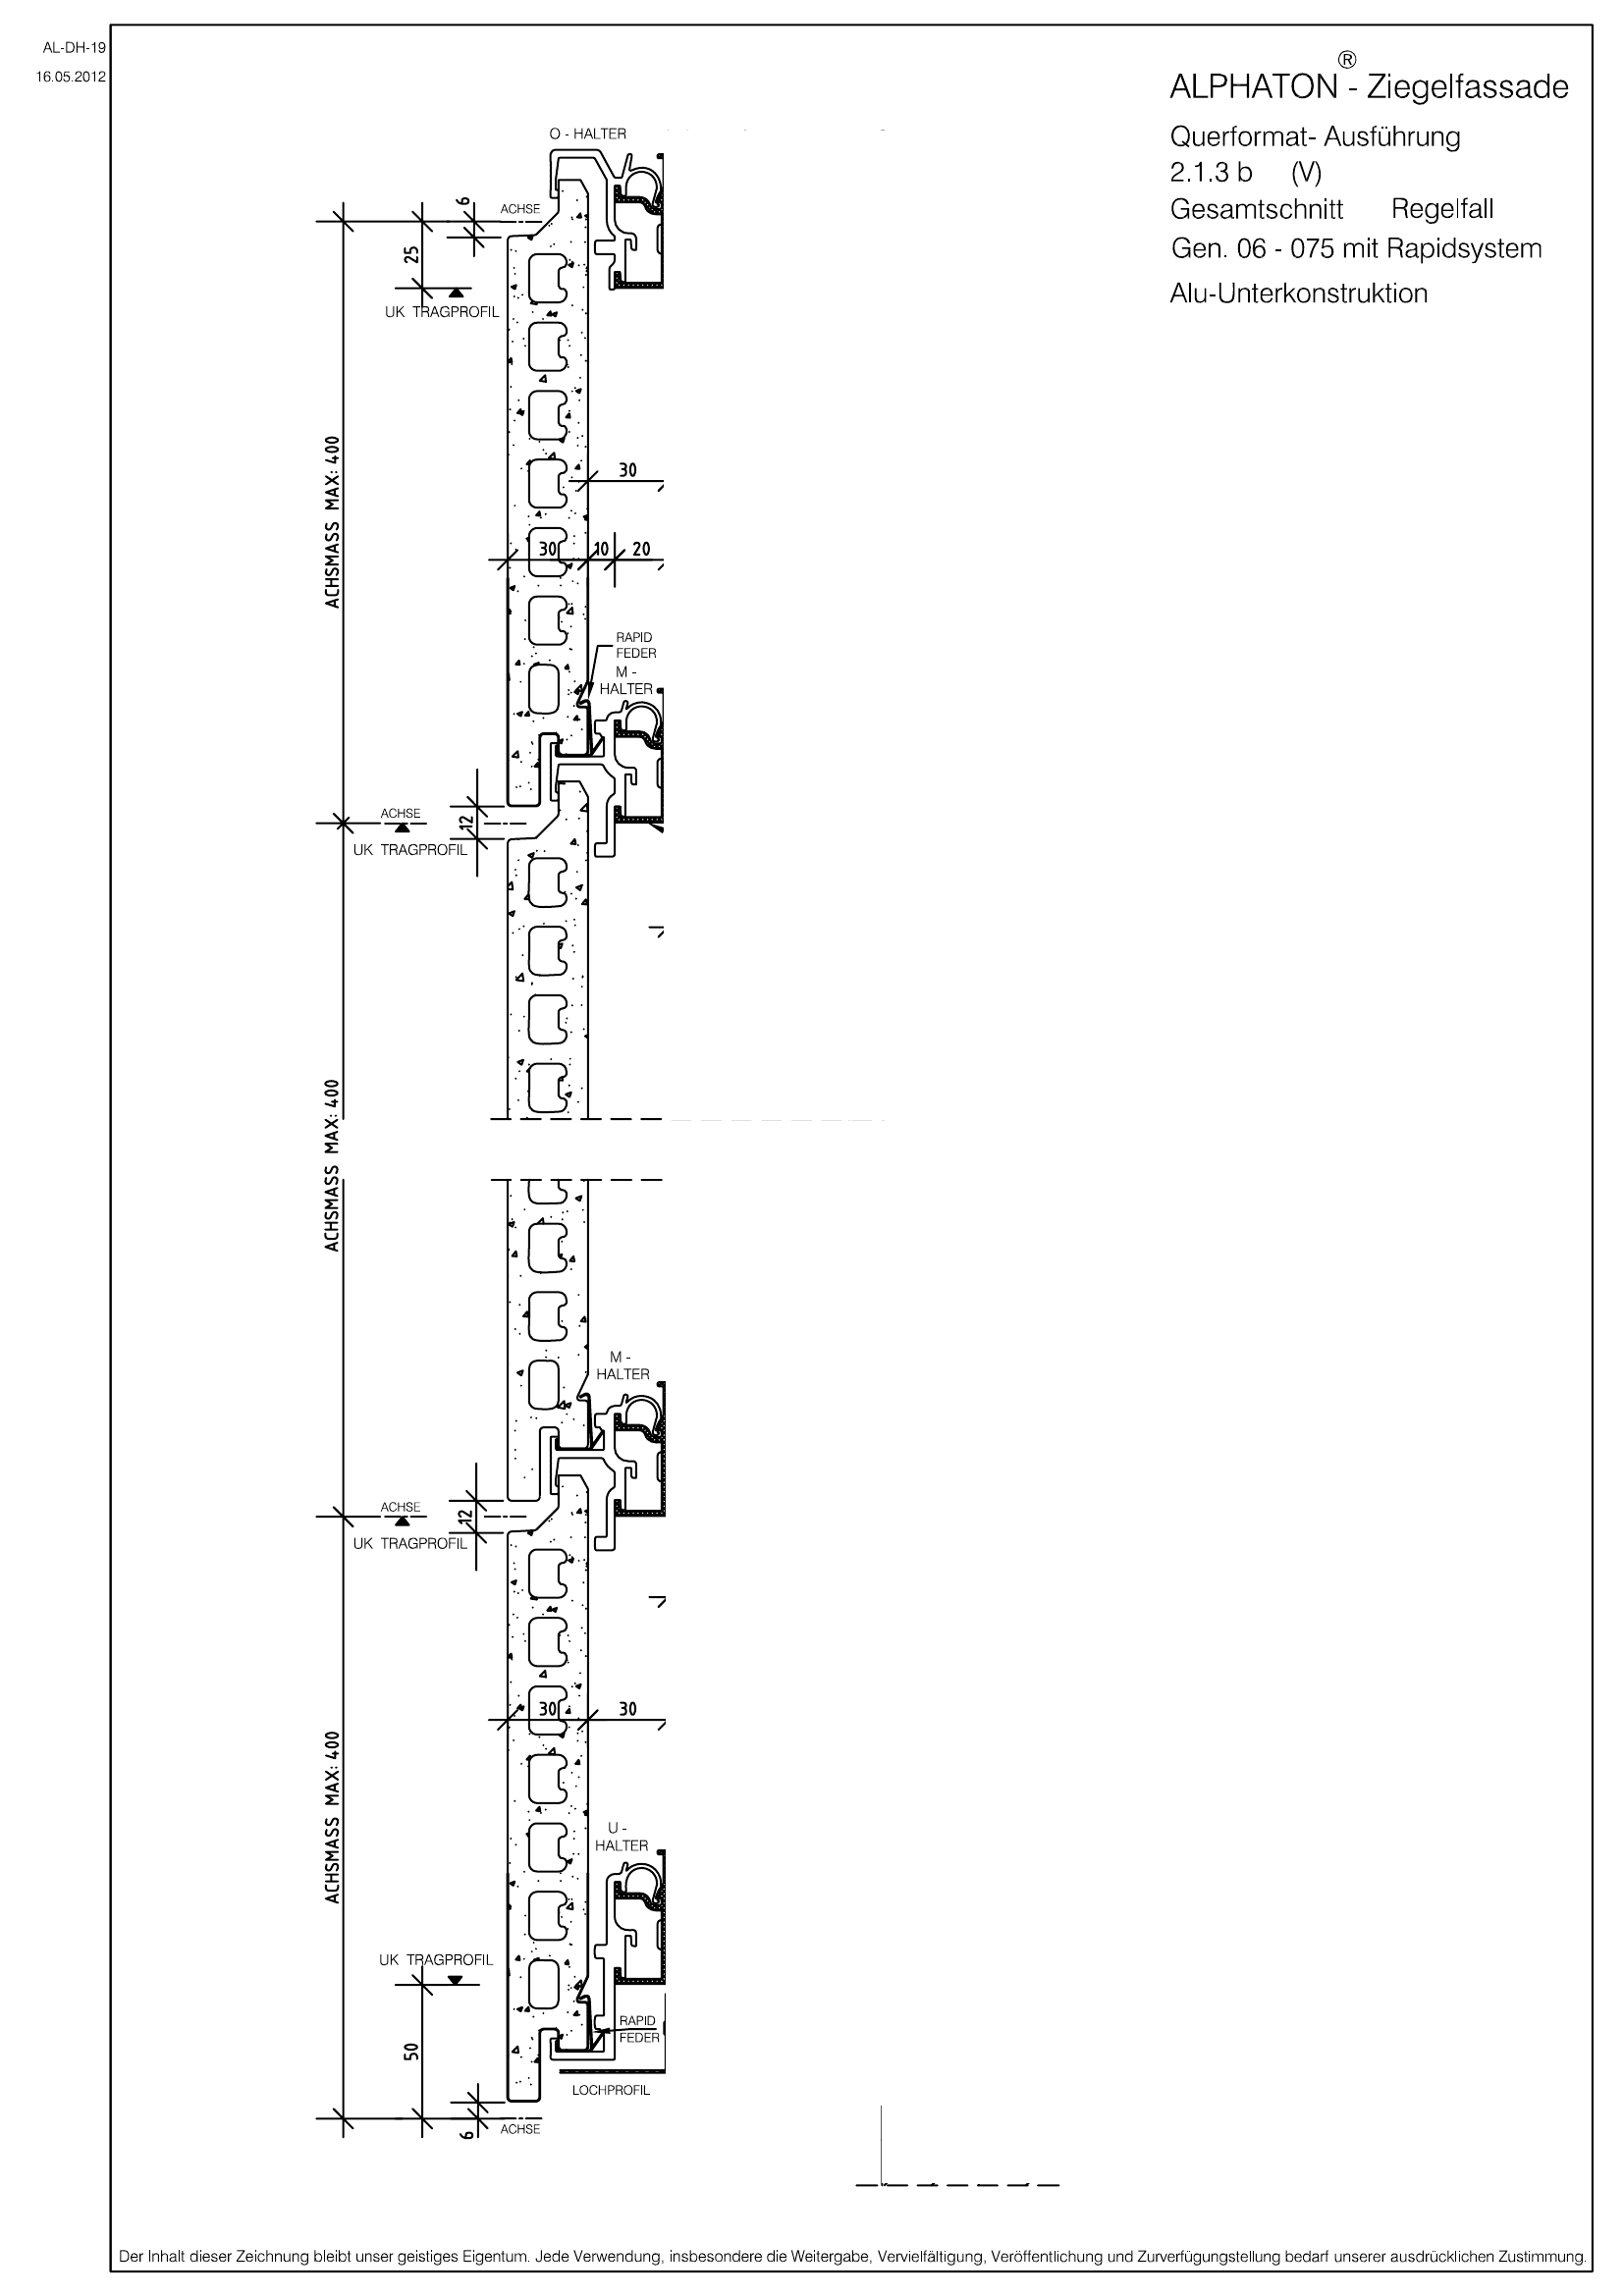 AL-DH-19
16.05.2012
ALPHATON® - Ziegelfassade
Querformat- Ausführung
2.1.3 b (V)
Gesamtschnitt Regelfall
Gen. 06 - 075 mit Rapidsystem
Alu-Unterkonstruktion
O - HALTER
6
ACHSE
25
UK TRAGPROFIL
ACHSMASS MAX: 400
30
30
10
20
RAPID
FEDER
M -
HALTER
ACHSE
12
UK TRAGPROFIL
ACHSMASS MAX: 400
M -
HALTER
ACHSE
12
UK TRAGPROFIL
30
30
ACHSMASS MAX: 400
U -
HALTER
UK TRAGPROFIL
RAPID
FEDER
50
LOCHPROFIL
6
ACHSE
Der Inhalt dieser Zeichnung bleibt unser geistiges Eigentum. Jede Verwendung, insbesondere die Weitergabe, Vervielfältigung, Veröffentlichung und Zurverfügungstellung bedarf unserer ausdrücklichen Zustimmung.